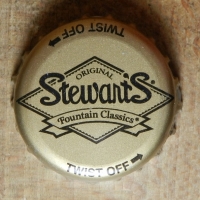 TWIST OFF
ORIGINAL
Stewart's®
Fountain Classics®
TWIST OFF